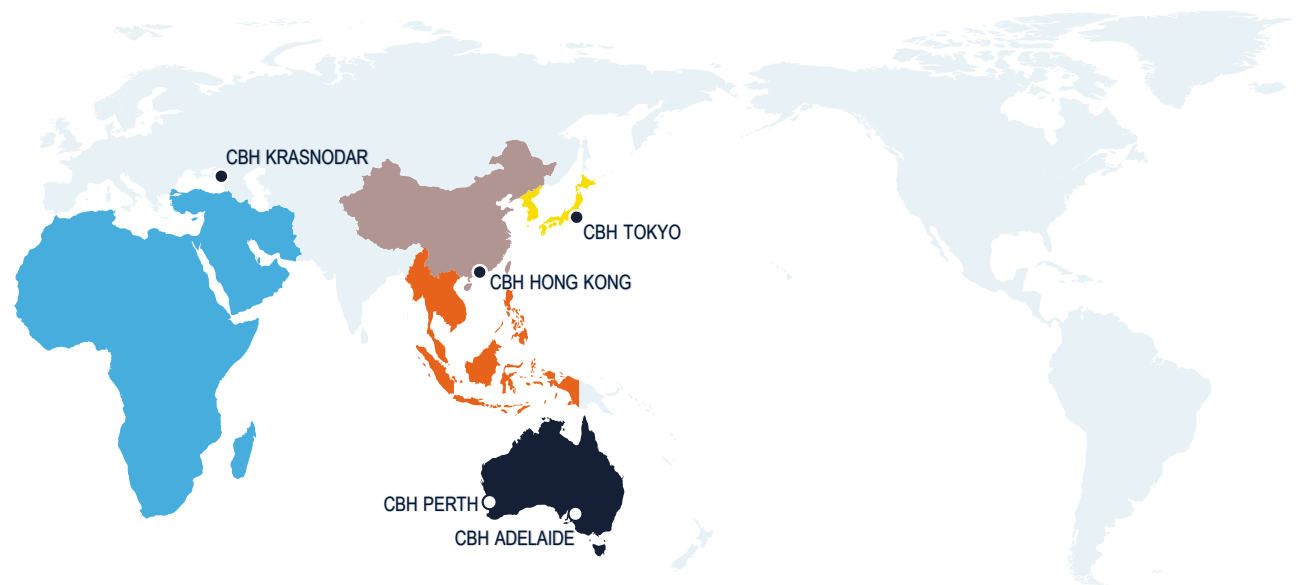 CBH KRASNODAR
CBH TOKYO
CBH HONG KONG
CBH PERTH
CBH ADELAIDE